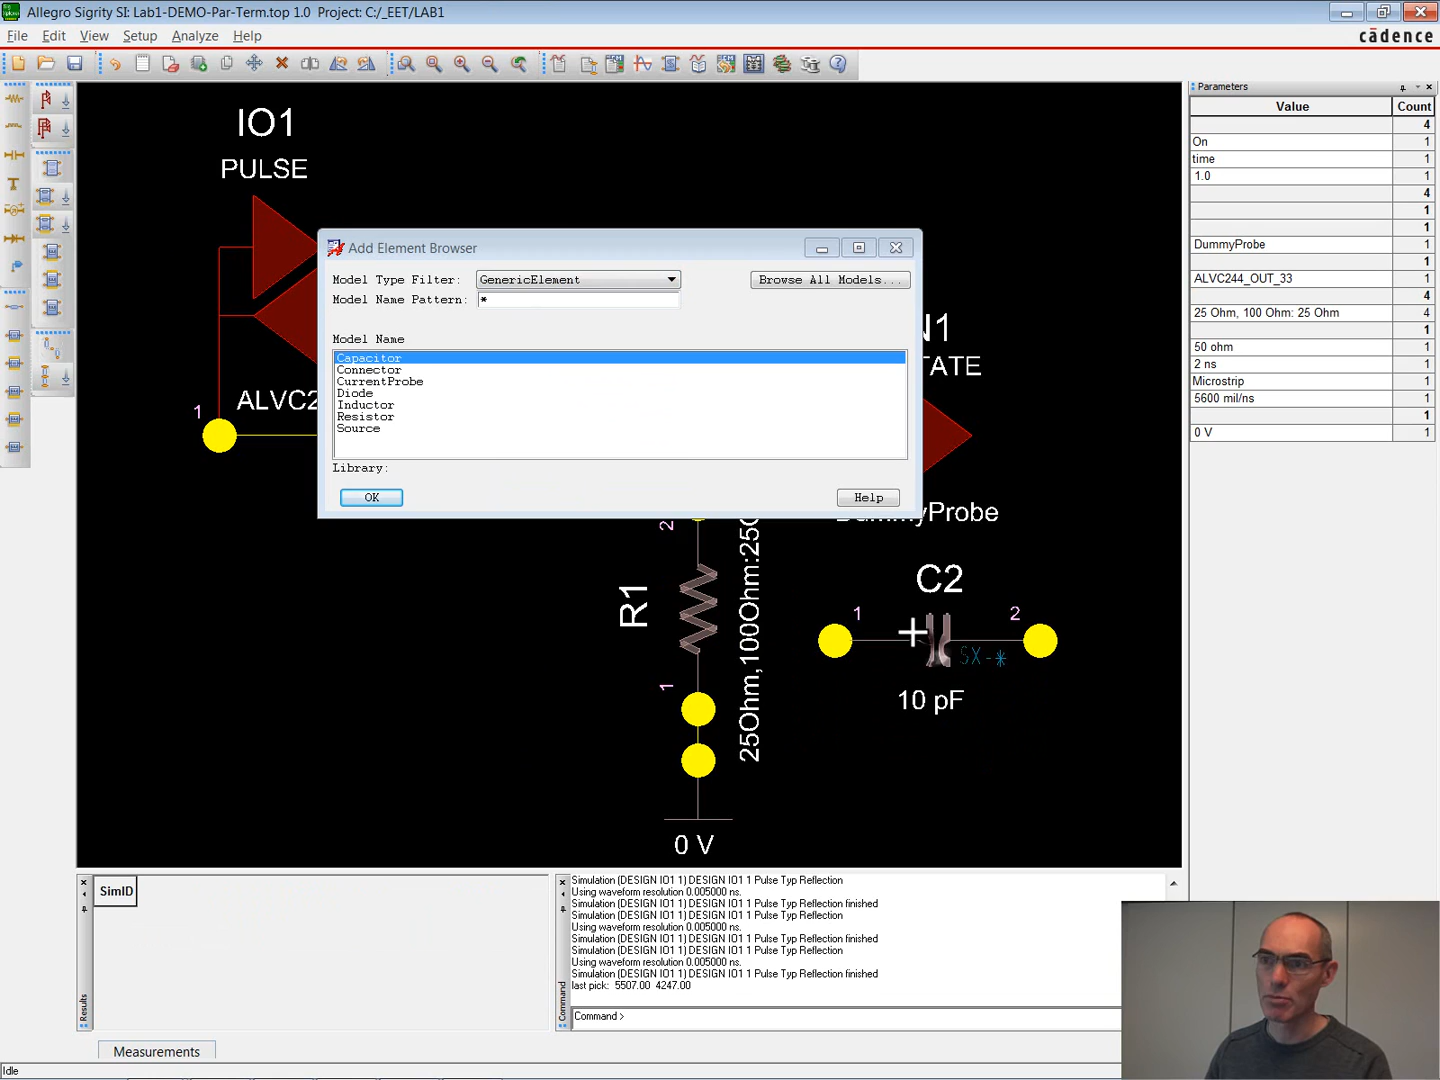 Allegro Sigrity SI: Lab1-DEMO-Par-Term.top 1.0 Project: C:/_EET/LAB1
File Edit View Setup Analyze Help
cādence
IO1
PULSE
ALVC2
1
Add Element Browser
Model Type Filter: GenericElement
Browse All Models...
Model Name Pattern: *
Model Name
Capacitor
Connector
CurrentProbe
Diode
Inductor
Resistor
Source
Library:
OK
Help
N1
TATE
DummyProbe
2
R1
25Ohm,100Ohm:25O
1
0 V
C2
1
2
SX-*
10 pF
Parameters
Value Count
4
On 1
time 1
1.0 1
4
1
1
DummyProbe 1
1
ALVC244_OUT_33 1
4
25 Ohm, 100 Ohm: 25 Ohm 4
1
50 ohm 1
2 ns 1
Microstrip 1
5600 mil/ns 1
1
0 V 1
SimID
Results
Measurements
Simulation (DESIGN IO1 1) DESIGN IO1 1 Pulse Typ Reflection
Using waveform resolution 0.005000 ns.
Simulation (DESIGN IO1 1) DESIGN IO1 1 Pulse Typ Reflection finished
Simulation (DESIGN IO1 1) DESIGN IO1 1 Pulse Typ Reflection
Using waveform resolution 0.005000 ns.
Simulation (DESIGN IO1 1) DESIGN IO1 1 Pulse Typ Reflection finished
Simulation (DESIGN IO1 1) DESIGN IO1 1 Pulse Typ Reflection
Using waveform resolution 0.005000 ns.
Simulation (DESIGN IO1 1) DESIGN IO1 1 Pulse Typ Reflection finished
last pick: 5507.00 4247.00
Command
Command >
Idle